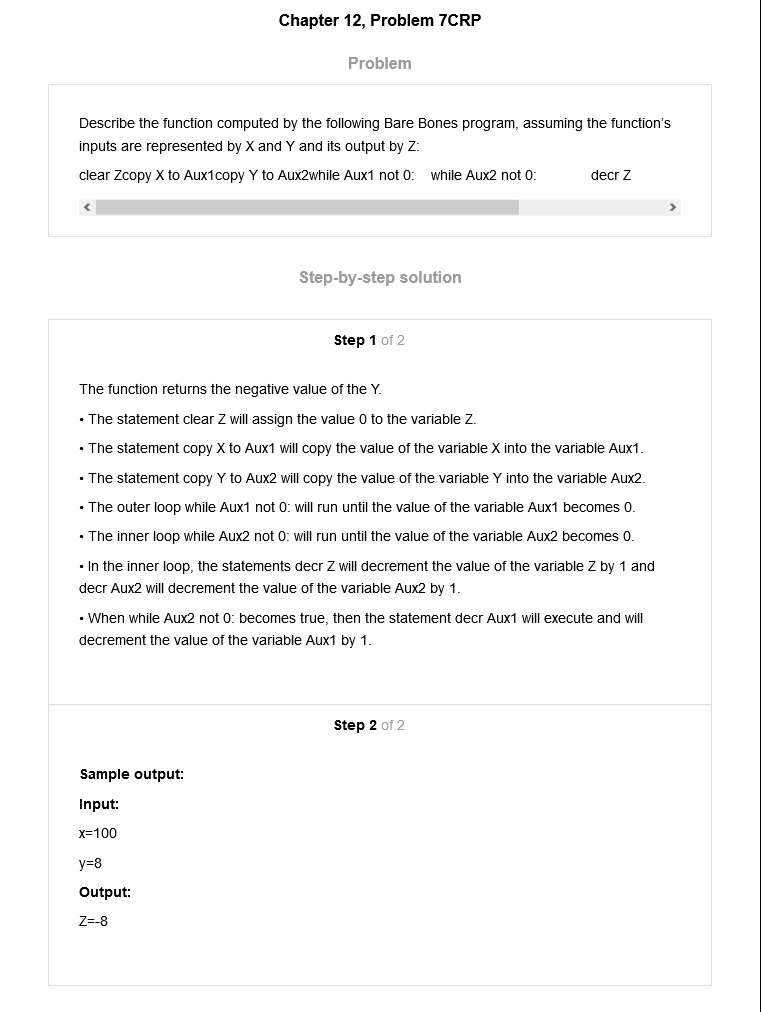 Chapter 12, Problem 7CRP
Problem
Describe the function computed by the following Bare Bones program, assuming the function's
inputs are represented by X and Y and its output by Z:
clear Zcopy X to Aux1copy Y to Aux2while Aux1 not 0: while Aux2 not 0: decr Z
Step-by-step solution
Step 1 of 2
The function returns the negative value of the Y.
• The statement clear Z will assign the value 0 to the variable Z.
• The statement copy X to Aux1 will copy the value of the variable X into the variable Aux1.
• The statement copy Y to Aux2 will copy the value of the variable Y into the variable Aux2.
• The outer loop while Aux1 not 0: will run until the value of the variable Aux1 becomes 0.
• The inner loop while Aux2 not 0: will run until the value of the variable Aux2 becomes 0.
• In the inner loop, the statements decr Z will decrement the value of the variable Z by 1 and
decr Aux2 will decrement the value of the variable Aux2 by 1.
• When while Aux2 not 0: becomes true, then the statement decr Aux1 will execute and will
decrement the value of the variable Aux1 by 1.
Step 2 of 2
Sample output:
Input:
x=100
y=8
Output:
Z=-8